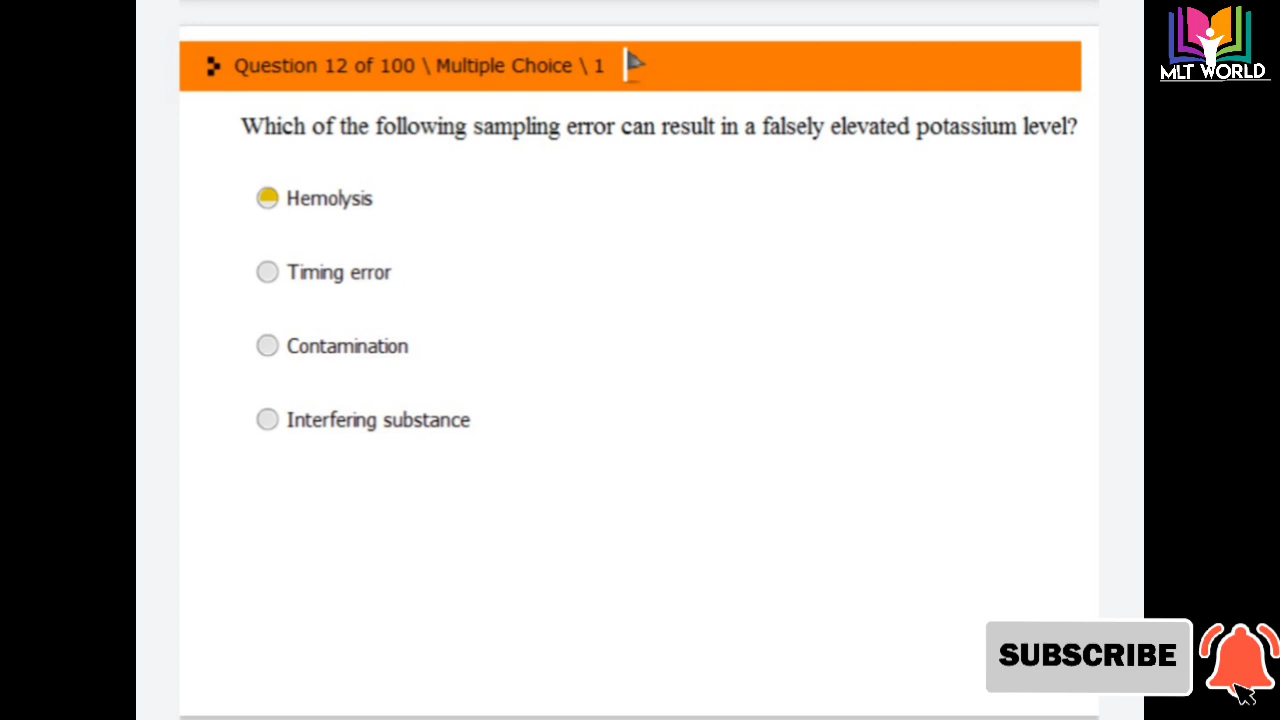 MLT WORLD
Question 12 of 100 \ Multiple Choice \ 1
Which of the following sampling error can result in a falsely elevated potassium level?
Hemolysis
Timing error
Contamination
Interfering substance
SUBSCRIBE